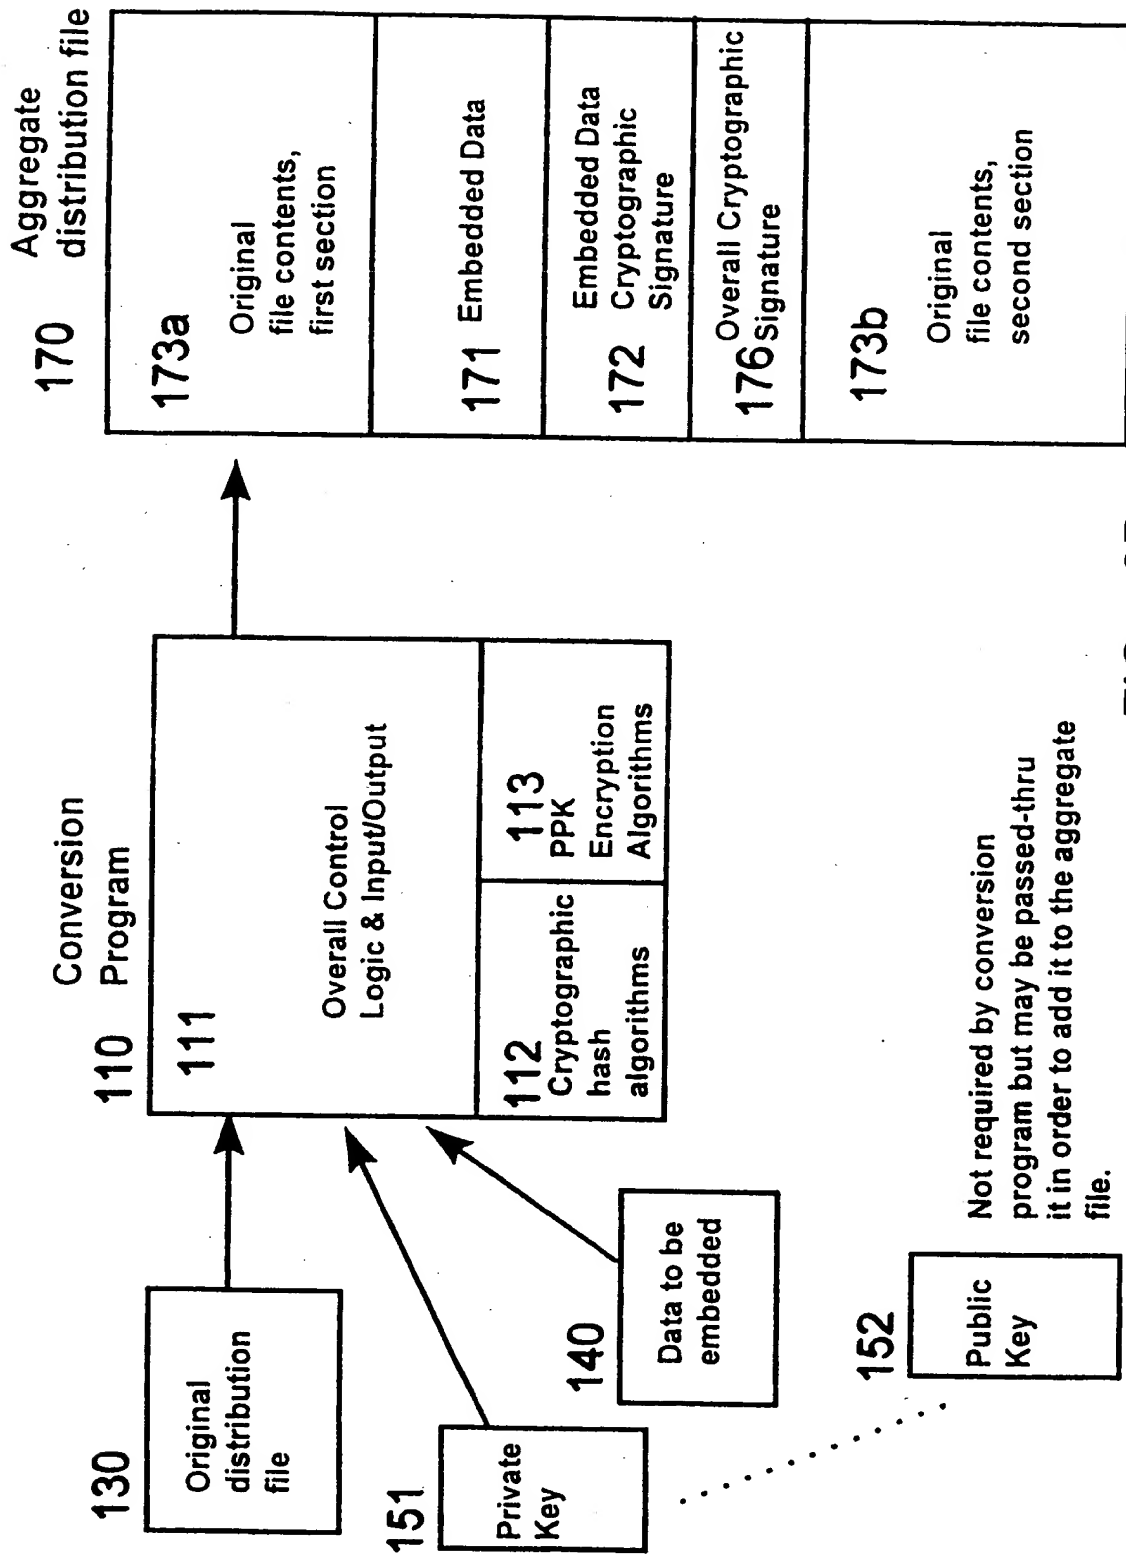 130
Original
distribution
file
151
Private
Key
140
Data to be
embedded
152
Public
Key
Not required by conversion
program but may be passed-thru
it in order to add it to the aggregate
file.
Conversion
110 Program
111
Overall Control
Logic & Input/Output
112
Cryptographic
hash
algorithms
113
PPK
Encryption
Algorithms
Aggregate
170 distribution file
173a
Original
file contents,
first section
171 Embedded Data
Embedded Data
Cryptographic
172 Signature
Overall Cryptographic
176 Signature
173b
Original
file contents,
second section